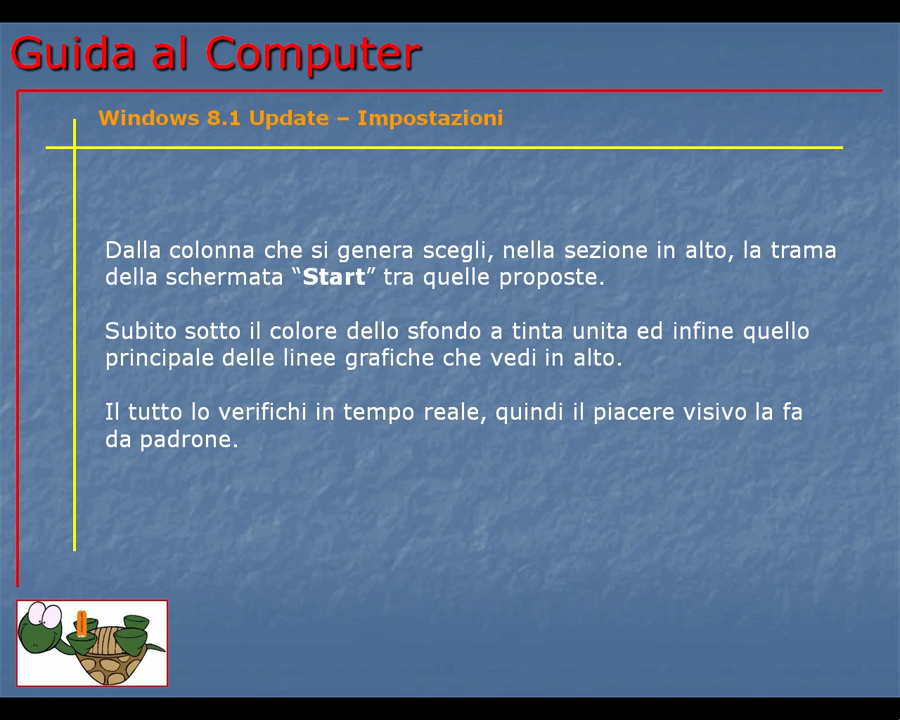 Guida al Computer
Windows 8.1 Update – Impostazioni
Dalla colonna che si genera scegli, nella sezione in alto, la trama
della schermata “Start” tra quelle proposte.
Subito sotto il colore dello sfondo a tinta unita ed infine quello
principale delle linee grafiche che vedi in alto.
Il tutto lo verifichi in tempo reale, quindi il piacere visivo la fa
da padrone.